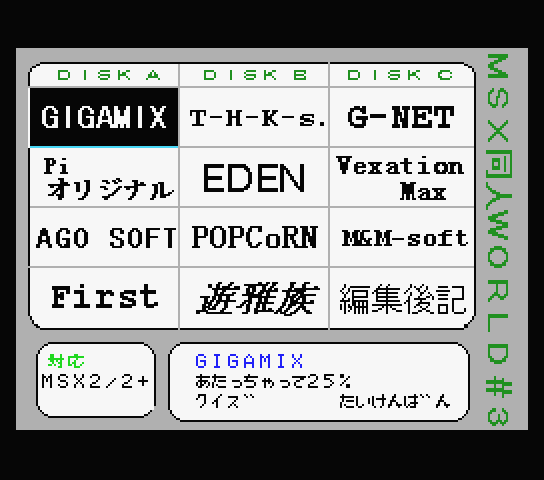 DISK A DISK B DISK C
GIGAMIX T-H-K-s. G-NET
Pi
オリジナル
EDEN
Vexation
Max
AGO SOFT POPCoRN M&M-soft
First 遊雅族 編集後記
対応
MSX2/2+
GIGAMIX
あたっちゃって25%
クイズ たいけんばん
MSX同人WORLD#3